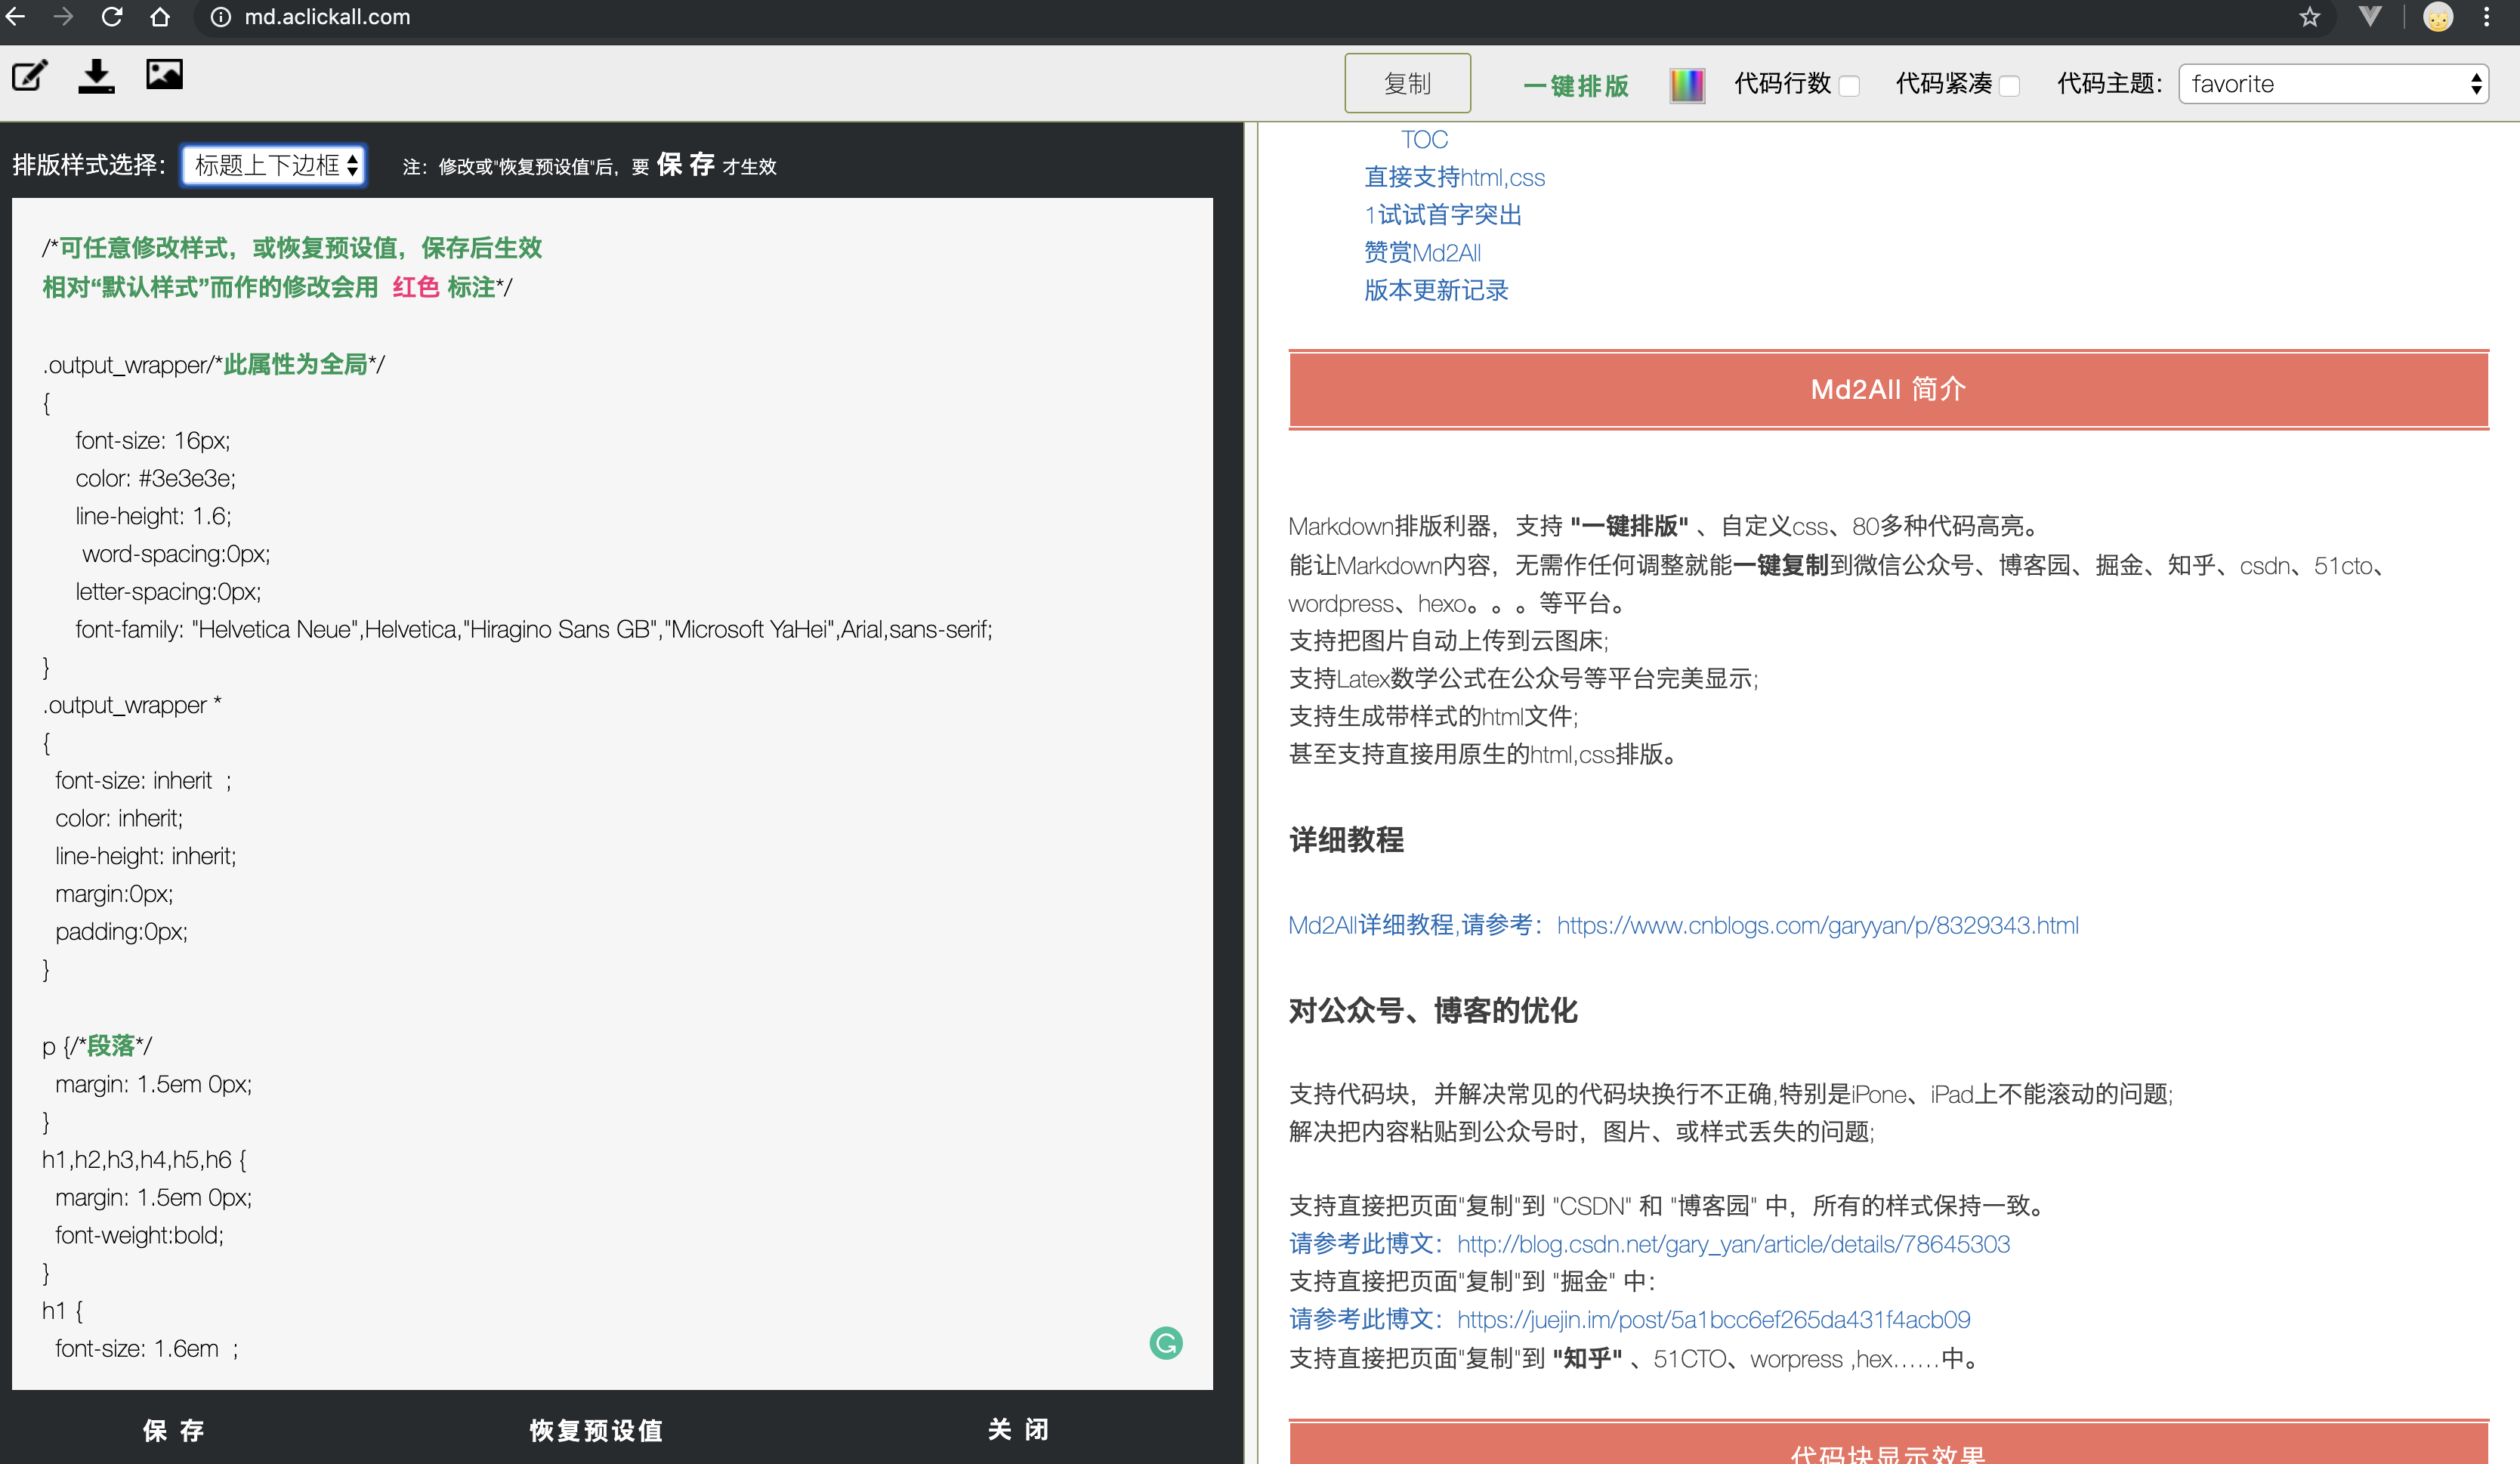 md.aclickall.com
复制
一键排版
代码行数
代码紧凑
代码主题：
favorite
排版样式选择：
标题上下边框
注：修改或"恢复预设值"后，要 保 存 才生效
/*可任意修改样式，或恢复预设值，保存后生效
相对“默认样式”而作的修改会用 红色 标注*/
.output_wrapper/*此属性为全局*/
{
font-size: 16px;
color: #3e3e3e;
line-height: 1.6;
word-spacing:0px;
letter-spacing:0px;
font-family: "Helvetica Neue",Helvetica,"Hiragino Sans GB","Microsoft YaHei",Arial,sans-serif;
}
.output_wrapper *
{
font-size: inherit ;
color: inherit;
line-height: inherit;
margin:0px;
padding:0px;
}
p {/*段落*/
margin: 1.5em 0px;
}
h1,h2,h3,h4,h5,h6 {
margin: 1.5em 0px;
font-weight:bold;
}
h1 {
font-size: 1.6em ;
保 存
恢复预设值
关 闭
TOC
直接支持html,css
1试试首字突出
赞赏Md2All
版本更新记录
Md2All 简介
Markdown排版利器，支持 "一键排版" 、自定义css、80多种代码高亮。
能让Markdown内容，无需作任何调整就能一键复制到微信公众号、博客园、掘金、知乎、csdn、51cto、
wordpress、hexo。。。等平台。
支持把图片自动上传到云图床;
支持Latex数学公式在公众号等平台完美显示;
支持生成带样式的html文件;
甚至支持直接用原生的html,css排版。
详细教程
Md2All详细教程,请参考：https://www.cnblogs.com/garyyan/p/8329343.html
对公众号、博客的优化
支持代码块，并解决常见的代码块换行不正确,特别是iPone、iPad上不能滚动的问题;
解决把内容粘贴到公众号时，图片、或样式丢失的问题;
支持直接把页面"复制"到 "CSDN" 和 "博客园" 中，所有的样式保持一致。
请参考此博文：http://blog.csdn.net/gary_yan/article/details/78645303
支持直接把页面"复制"到 "掘金" 中：
请参考此博文：https://juejin.im/post/5a1bcc6ef265da431f4acb09
支持直接把页面"复制"到 "知乎" 、51CTO、worpress ,hex……中。
代码块显示效果